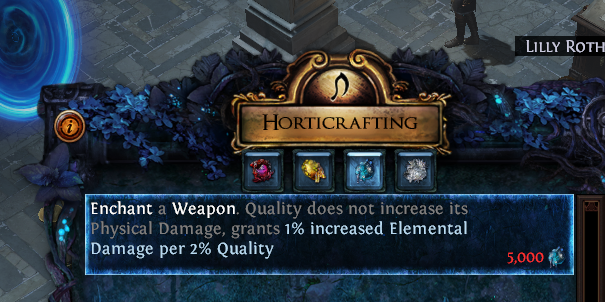 LILLY ROTH
HORTICRAFTING
Enchant a Weapon. Quality does not increase its
Physical Damage, grants 1% increased Elemental
Damage per 2% Quality
5,000